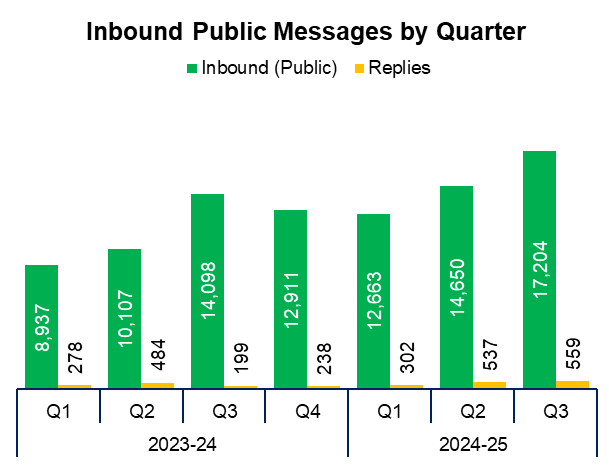 Inbound Public Messages by Quarter
Inbound (Public) Replies
8,937 278 10,107 484 14,098 199 12,911 238 12,663 302 14,650 537 17,204 559
Q1 Q2 Q3 Q4 Q1 Q2 Q3
2023-24 2024-25